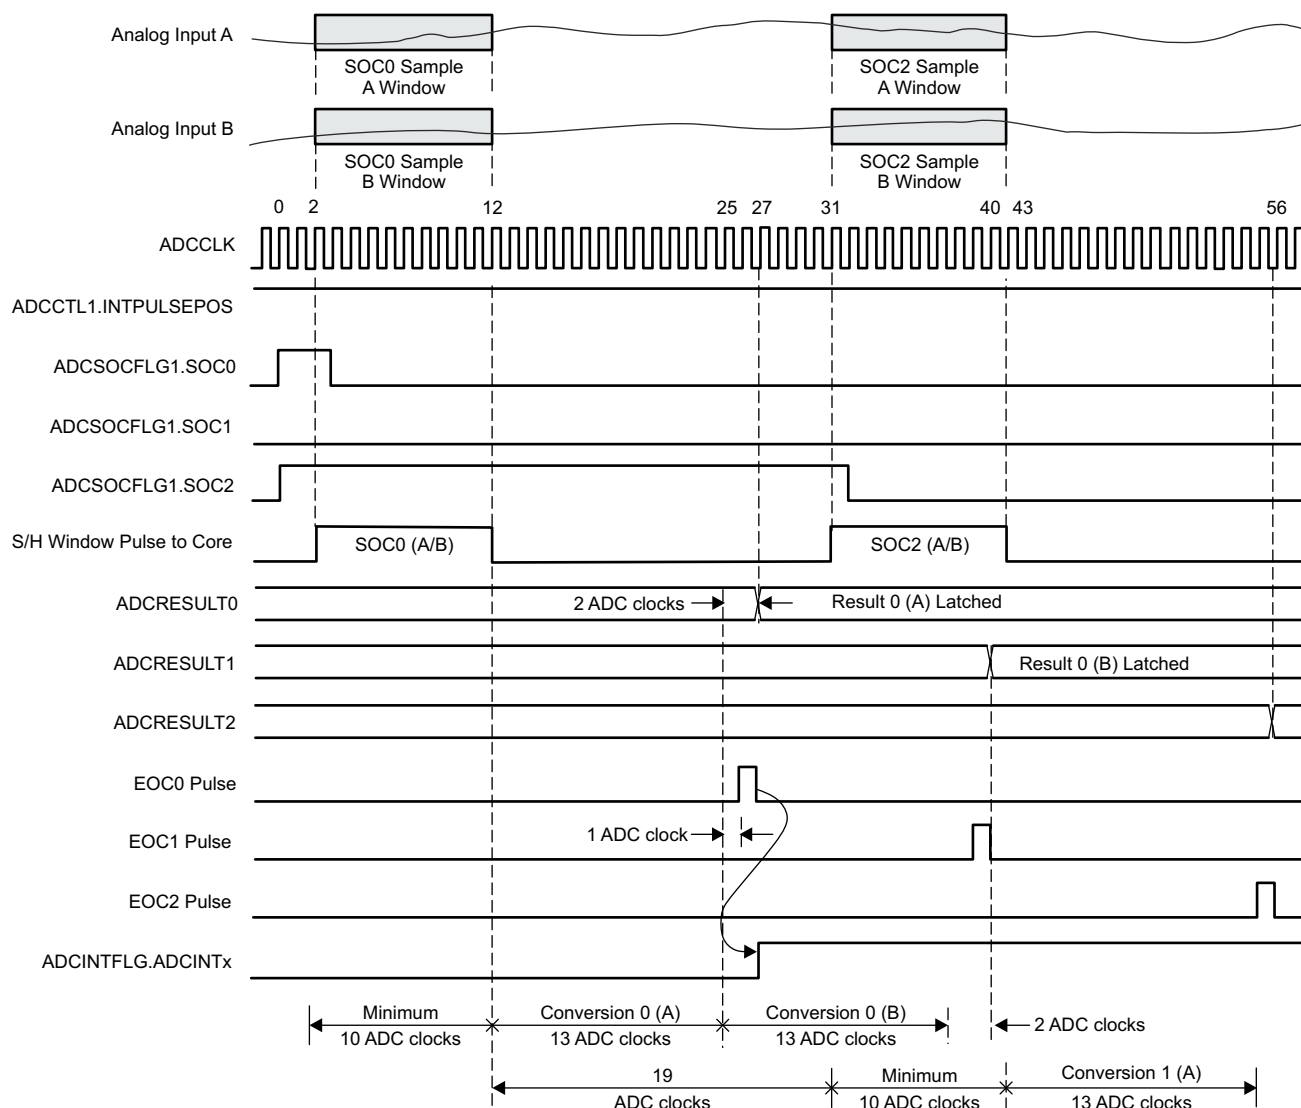 Analog Input A
SOC0 Sample
A Window
SOC2 Sample
A Window
Analog Input B
SOC0 Sample
B Window
SOC2 Sample
B Window
0 2 12 25 27 31 40 43 56
ADCCLK
ADCCTL1.INTPULSEPOS
ADCSOCFLG1.SOC0
ADCSOCFLG1.SOC1
ADCSOCFLG1.SOC2
S/H Window Pulse to Core SOC0 (A/B) SOC2 (A/B)
ADCRESULT0 2 ADC clocks Result 0 (A) Latched
ADCRESULT1 Result 0 (B) Latched
ADCRESULT2
EOC0 Pulse
EOC1 Pulse 1 ADC clock
EOC2 Pulse
ADCINTFLG.ADCINTx
Minimum
10 ADC clocks
Conversion 0 (A)
13 ADC clocks
Conversion 0 (B)
13 ADC clocks
2 ADC clocks
19
ADC clocks
Minimum
10 ADC clocks
Conversion 1 (A)
13 ADC clocks